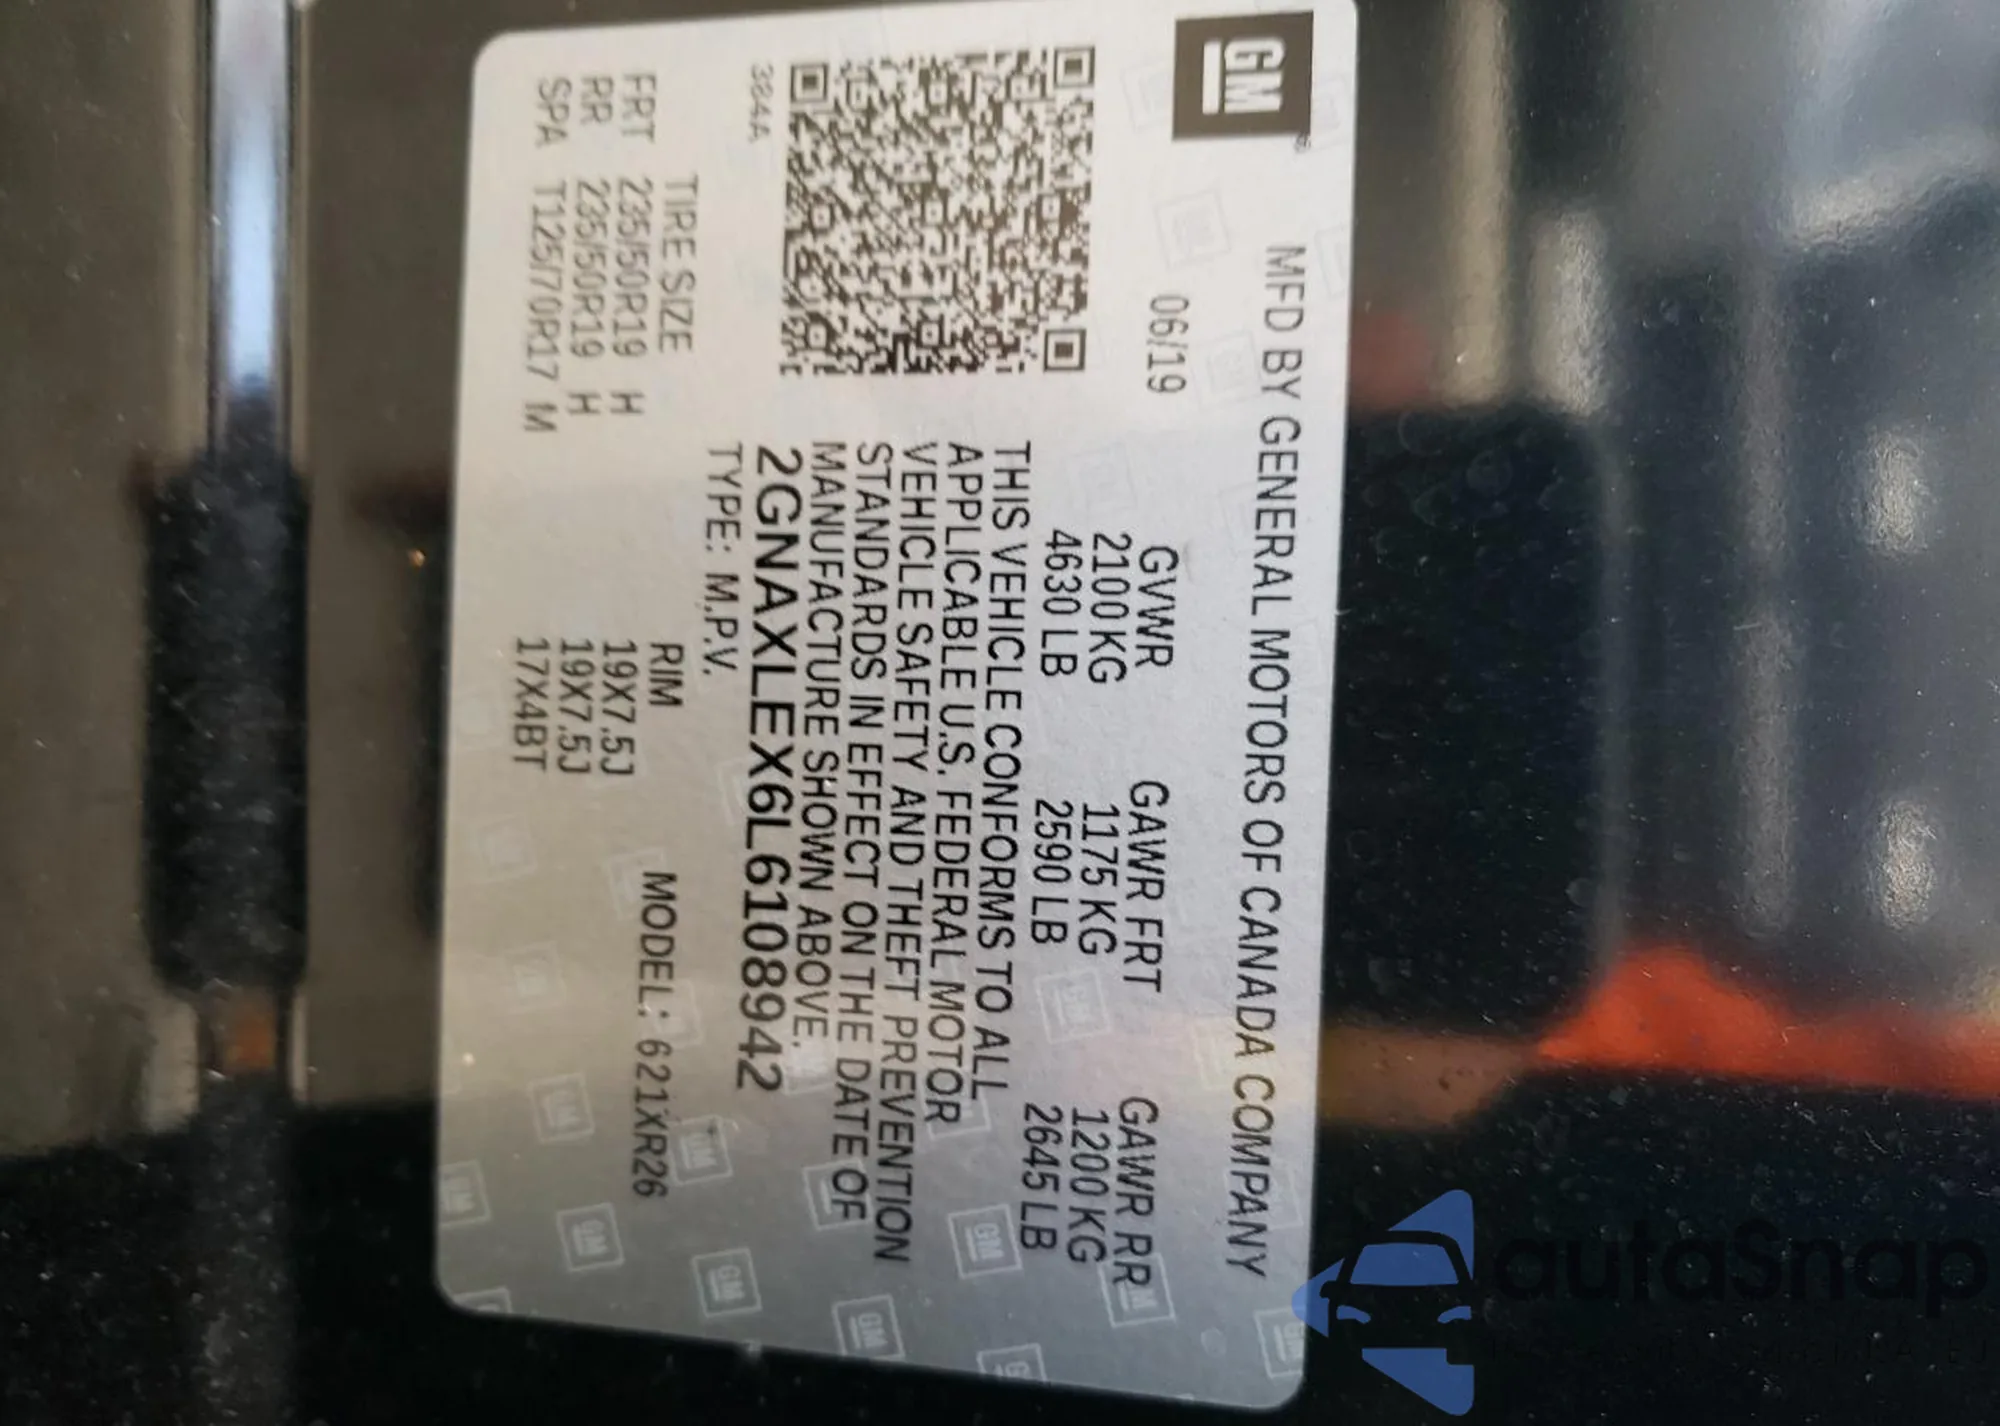 GM
MFD BY GENERAL MOTORS OF CANADA COMPANY
06/19
GVWR GAWR FRT GAWR RR
2100 KG 1175 KG 1200 KG
4630 LB 2590 LB 2645 LB
THIS VEHICLE CONFORMS TO ALL
APPLICABLE U.S. FEDERAL MOTOR
VEHICLE SAFETY AND THEFT PREVENTION
STANDARDS IN EFFECT ON THE DATE OF
MANUFACTURE SHOWN ABOVE.
2GNAXLEX6L6108942
TYPE: M.P.V.
384A
TIRE SIZE RIM MODEL: 621XR26
FRT 235/50R19 H 19X7.5J
RR 235/50R19 H 19X7.5J
SPA T125/70R17 M 17X4BT
autaSnap